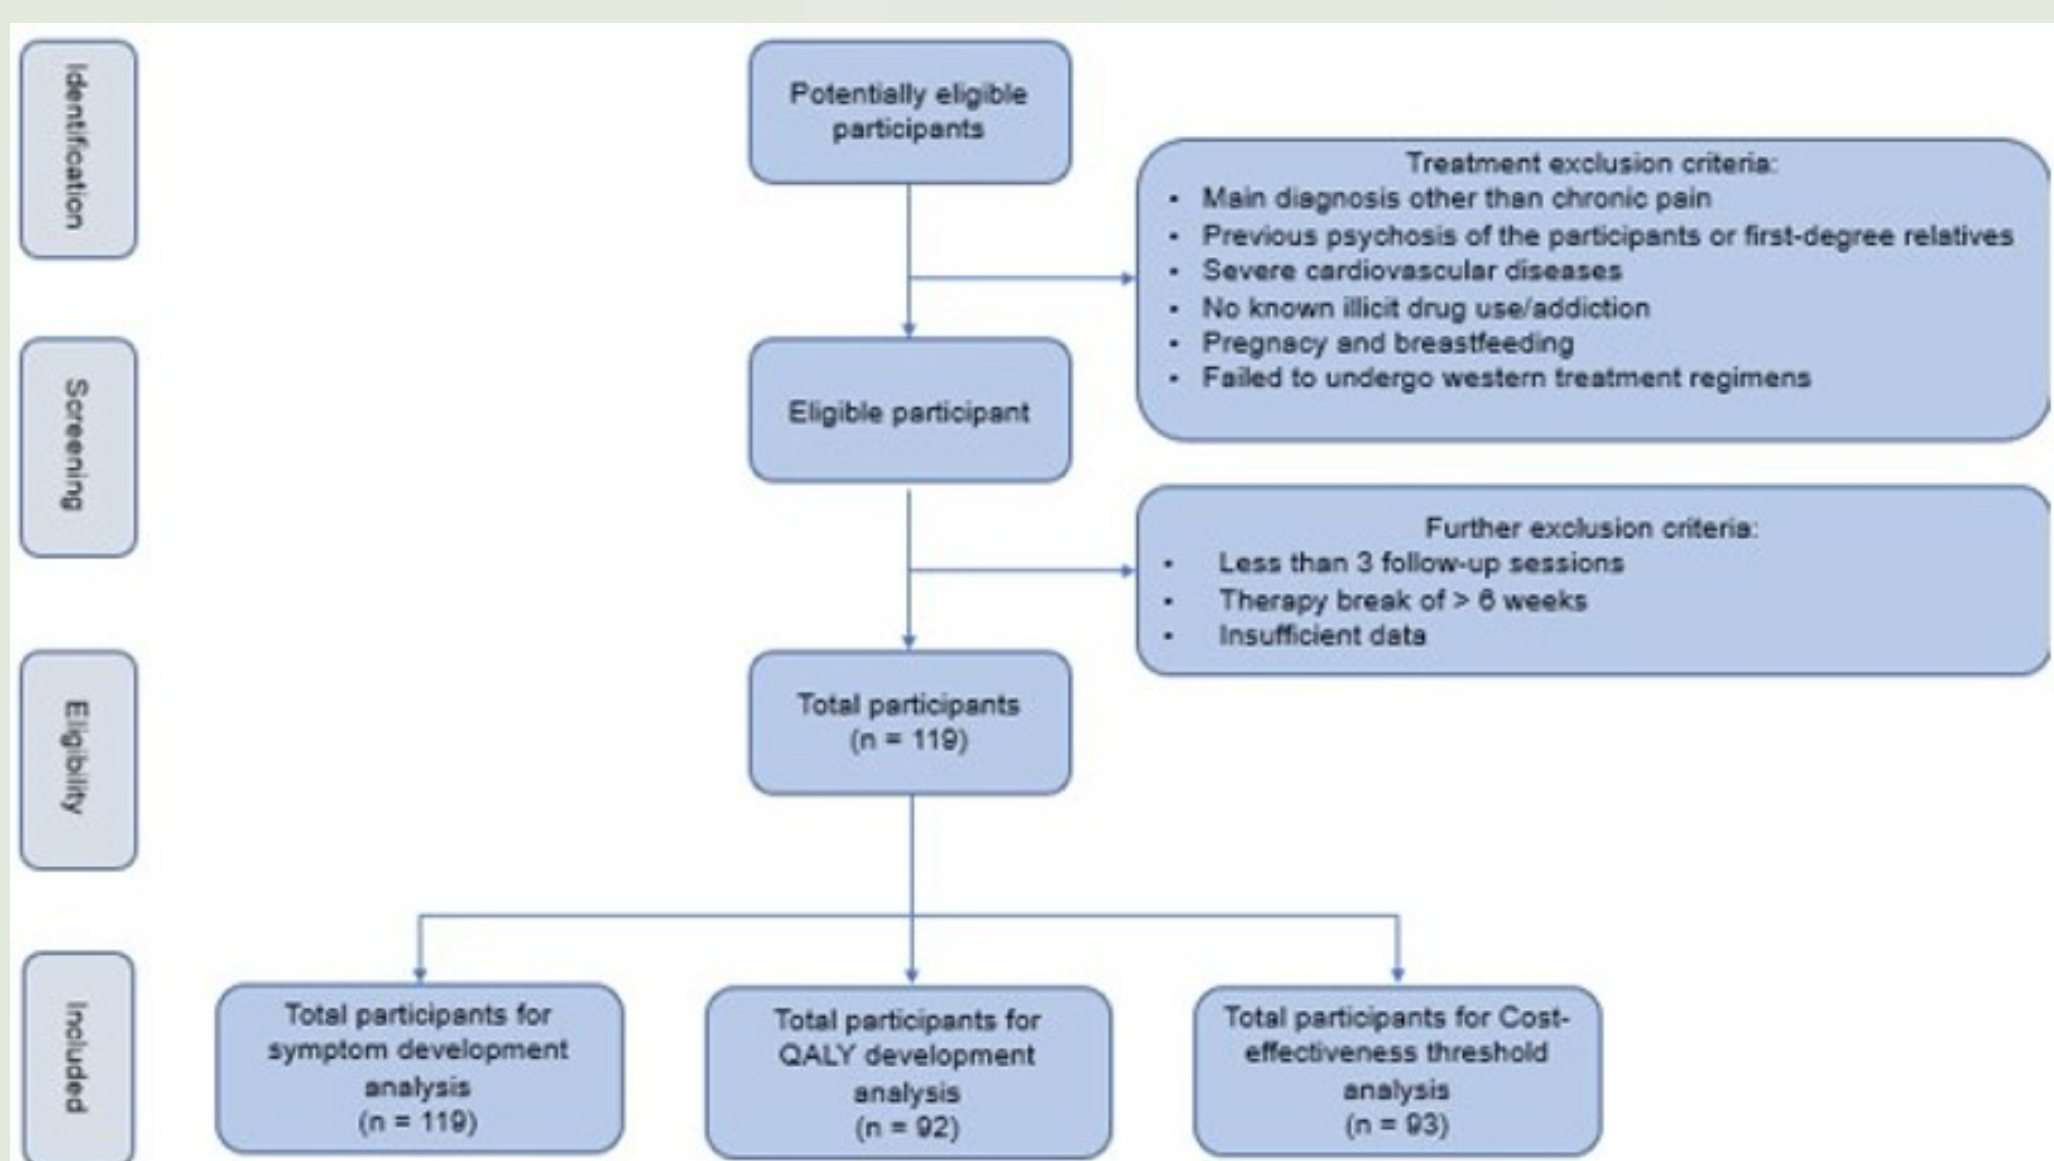 Identification
Potentially eligible
participants
Treatment exclusion criteria:
• Main diagnosis other than chronic pain
• Previous psychosis of the participants or first-degree relatives
• Severe cardiovascular diseases
• No known illicit drug use/addiction
• Pregnacy and breastfeeding
• Failed to undergo western treatment regimens
Screening
Eligible participant
Further exclusion criteria:
• Less than 3 follow-up sessions
• Therapy break of > 6 weeks
• Insufficient data
Eligibility
Total participants
(n = 119)
Included
Total participants for
symptom development
analysis
(n = 119)
Total participants for
QALY development
analysis
(n = 92)
Total participants for Cost-
effectiveness threshold
analysis
(n = 93)